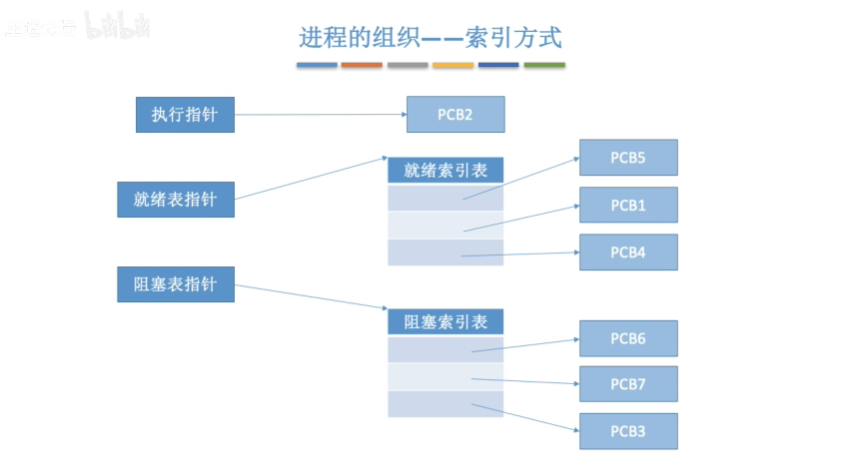 bilibili
进程的组织——索引方式
执行指针
PCB2
就绪表指针
就绪索引表
PCB5
PCB1
PCB4
阻塞表指针
阻塞索引表
PCB6
PCB7
PCB3